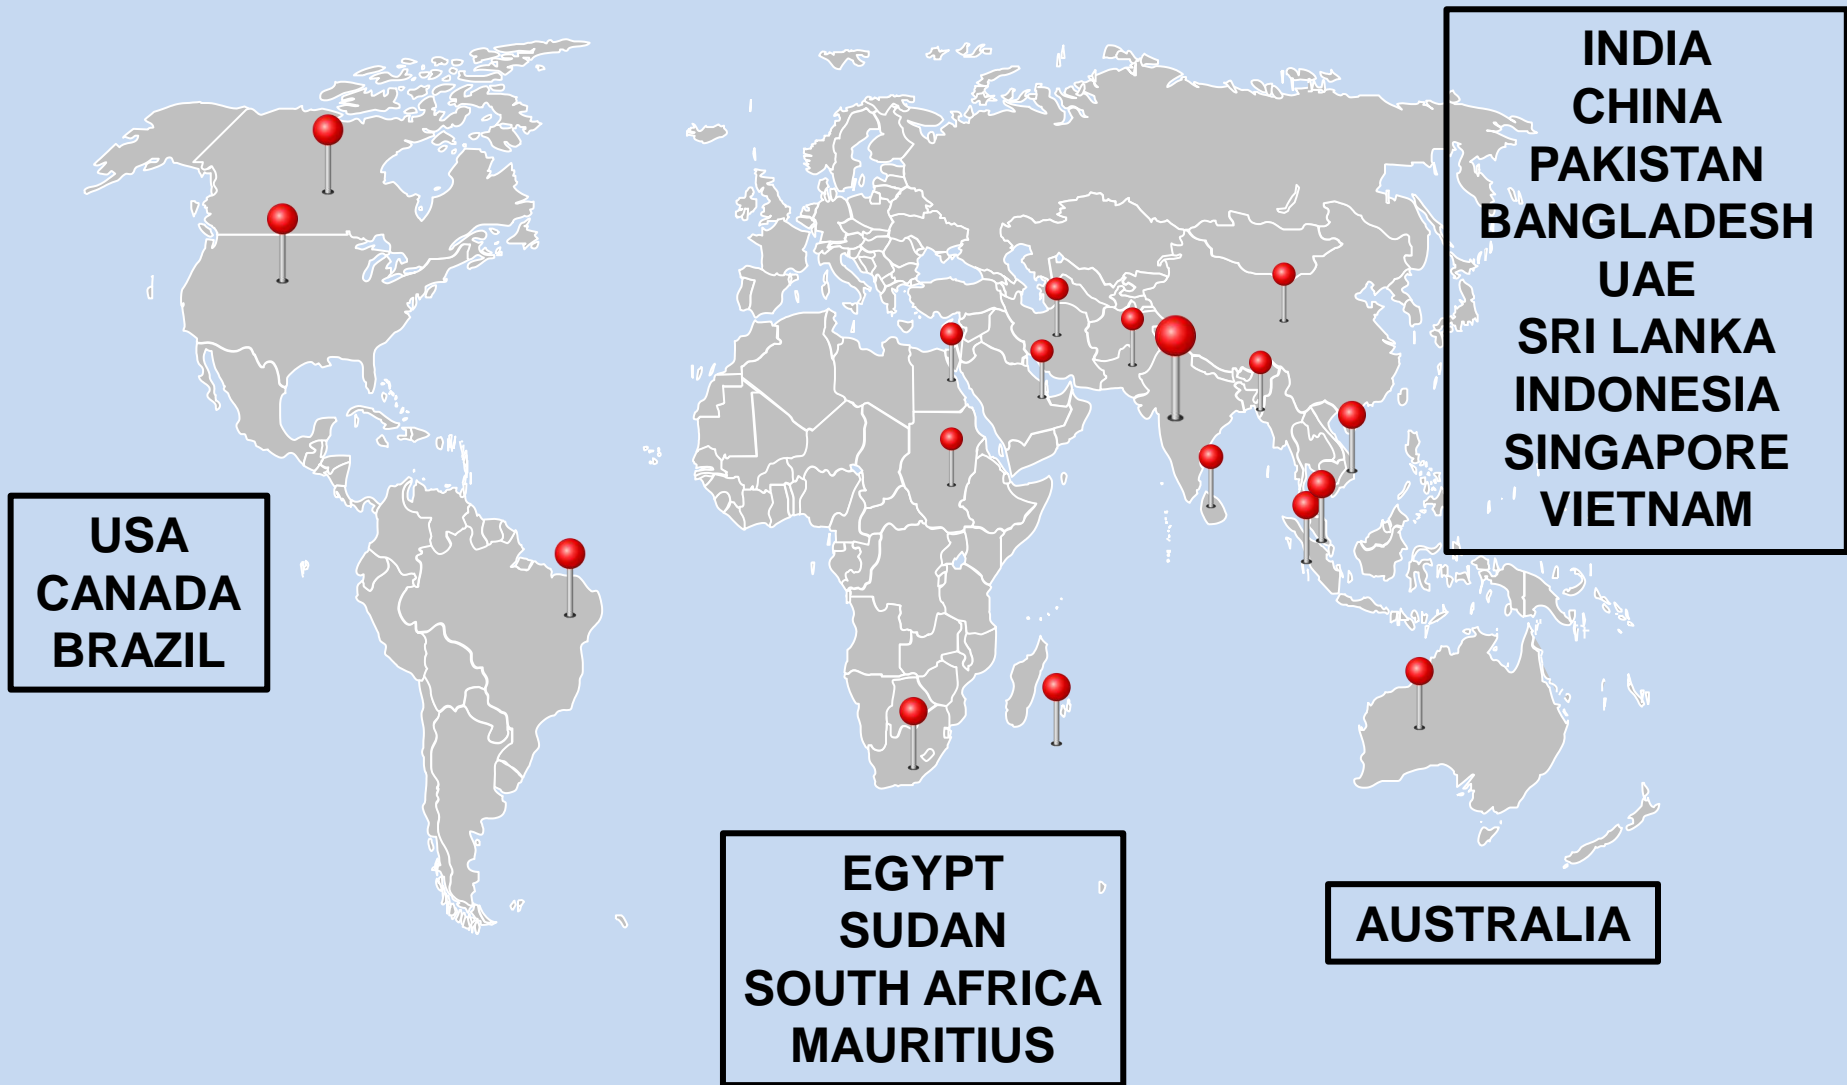 INDIA
CHINA
PAKISTAN
BANGLADESH
UAE
SRI LANKA
INDONESIA
SINGAPORE
VIETNAM
USA
CANADA
BRAZIL
EGYPT
SUDAN
SOUTH AFRICA
MAURITIUS
AUSTRALIA